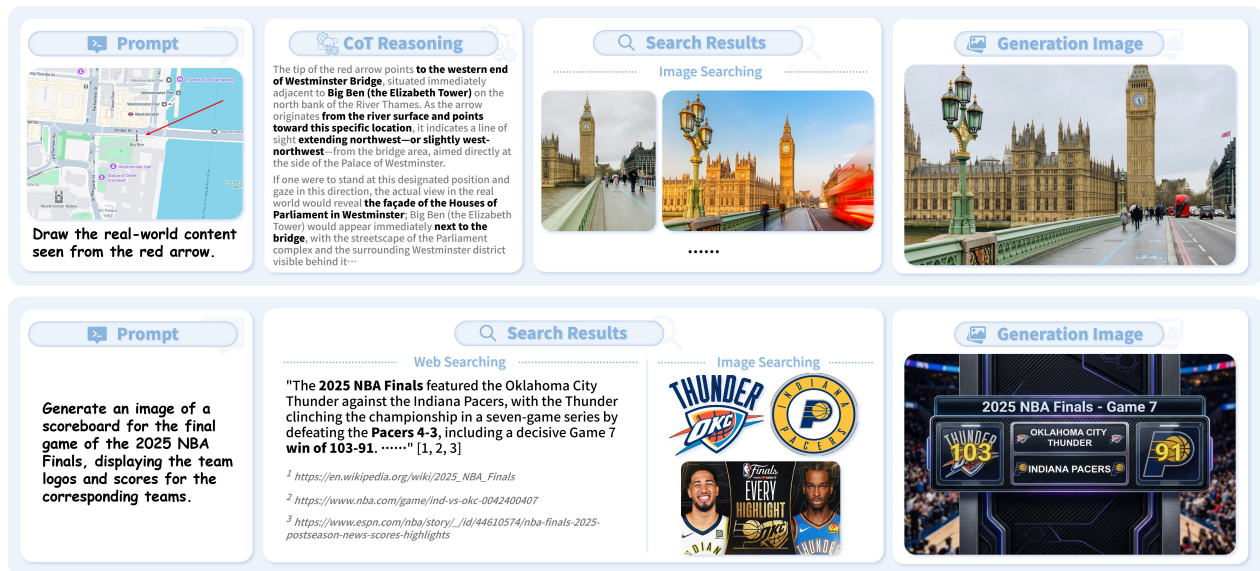 Prompt
Big Ben
Draw the real-world content
seen from the red arrow.
CoT Reasoning
The tip of the red arrow points to the western end
of Westminster Bridge, situated immediately
adjacent to Big Ben (the Elizabeth Tower) on the
north bank of the River Thames. As the arrow
originates from the river surface and points
toward this specific location, it indicates a line of
sight extending northwest—or slightly west-
northwest—from the bridge area, aimed directly at
the side of the Palace of Westminster.
If one were to stand at this designated position and
gaze in this direction, the actual view in the real
world would reveal the façade of the Houses of
Parliament in Westminster; Big Ben (the Elizabeth
Tower) would appear immediately next to the
bridge, with the streetscape of the Parliament
complex and the surrounding Westminster district
visible behind it⋯
Search Results
Image Searching
......
Generation Image
Prompt
Generate an image of a
scoreboard for the final
game of the 2025 NBA
Finals, displaying the team
logos and scores for the
corresponding teams.
Search Results
Web Searching
"The 2025 NBA Finals featured the Oklahoma City
Thunder against the Indiana Pacers, with the Thunder
clinching the championship in a seven-game series by
defeating the Pacers 4-3, including a decisive Game 7
win of 103-91. ⋯⋯" [1, 2, 3]
1 https://en.wikipedia.org/wiki/2025_NBA_Finals
2 https://www.nba.com/game/ind-vs-okc-0042400407
3 https://www.espn.com/nba/story/_/id/44610574/nba-finals-2025-
postseason-news-scores-highlights
Image Searching
THUNDER
OKC
INDIANA
PACERS
Finals
EVERY
HIGHLIGHT
Generation Image
2025 NBA Finals - Game 7
THUNDER
103
OKLAHOMA CITY
THUNDER
INDIANA PACERS
91